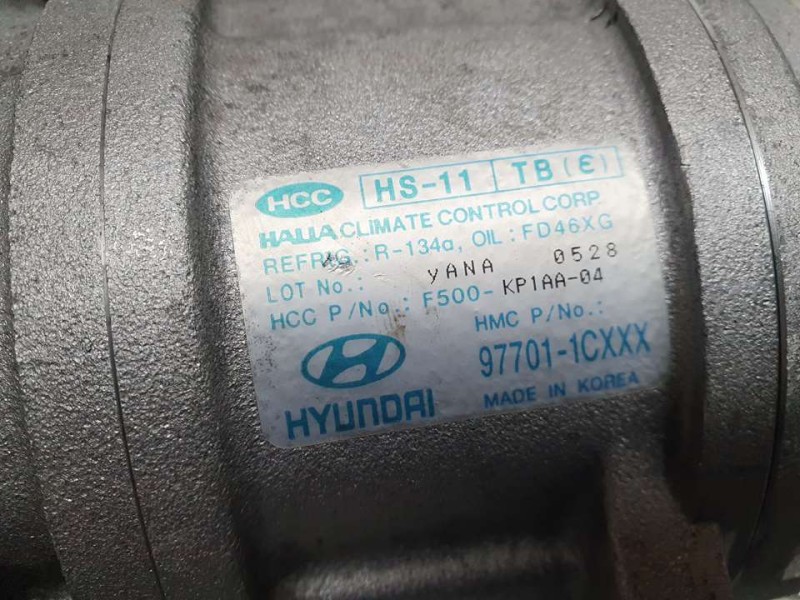 HCC HS-11 TB(ε)
HALLA CLIMATE CONTROL CORP.
REFRIG.: R-134a, OIL: FD46XG
LOT No.: YANA 0528
HCC P/No.: F500-KP1AA-04
HMC P/No.:
97701-1CXXX
HYUNDAI
MADE IN KOREA